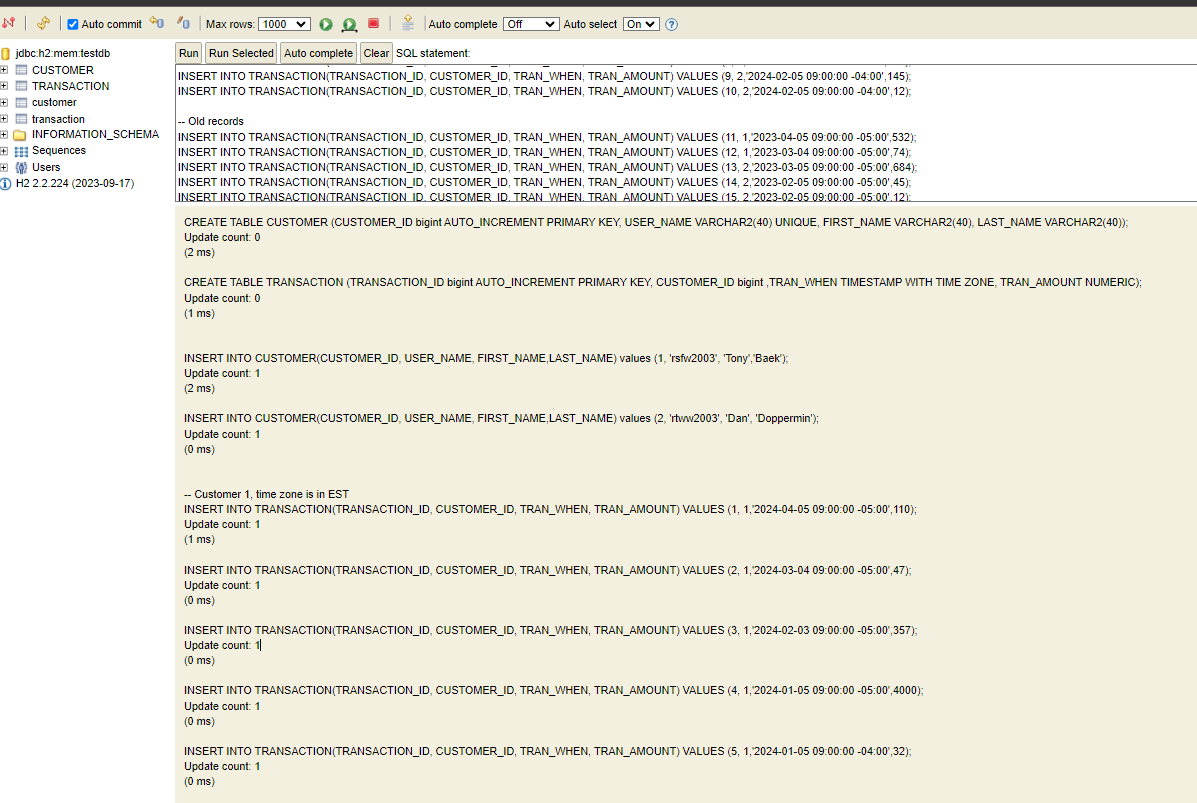 Auto commit Max rows: 1000 Auto complete Off Auto select On ?
jdbc:h2:mem:testdb
CUSTOMER
TRANSACTION
customer
transaction
INFORMATION_SCHEMA
Sequences
Users
H2 2.2.224 (2023-09-17)
Run Run Selected Auto complete Clear SQL statement:
INSERT INTO TRANSACTION(TRANSACTION_ID, CUSTOMER_ID, TRAN_WHEN, TRAN_AMOUNT) VALUES (9, 2,'2024-02-05 09:00:00 -04:00',145);
INSERT INTO TRANSACTION(TRANSACTION_ID, CUSTOMER_ID, TRAN_WHEN, TRAN_AMOUNT) VALUES (10, 2,'2024-02-05 09:00:00 -04:00',12);
-- Old records
INSERT INTO TRANSACTION(TRANSACTION_ID, CUSTOMER_ID, TRAN_WHEN, TRAN_AMOUNT) VALUES (11, 1,'2023-04-05 09:00:00 -05:00',532);
INSERT INTO TRANSACTION(TRANSACTION_ID, CUSTOMER_ID, TRAN_WHEN, TRAN_AMOUNT) VALUES (12, 1,'2023-03-04 09:00:00 -05:00',74);
INSERT INTO TRANSACTION(TRANSACTION_ID, CUSTOMER_ID, TRAN_WHEN, TRAN_AMOUNT) VALUES (13, 2,'2023-03-05 09:00:00 -05:00',684);
INSERT INTO TRANSACTION(TRANSACTION_ID, CUSTOMER_ID, TRAN_WHEN, TRAN_AMOUNT) VALUES (14, 2,'2023-02-05 09:00:00 -05:00',45);
INSERT INTO TRANSACTION(TRANSACTION_ID, CUSTOMER_ID, TRAN_WHEN, TRAN_AMOUNT) VALUES (15, 2,'2023-02-05 09:00:00 -05:00',12);
CREATE TABLE CUSTOMER (CUSTOMER_ID bigint AUTO_INCREMENT PRIMARY KEY, USER_NAME VARCHAR2(40) UNIQUE, FIRST_NAME VARCHAR2(40), LAST_NAME VARCHAR2(40));
Update count: 0
(2 ms)
CREATE TABLE TRANSACTION (TRANSACTION_ID bigint AUTO_INCREMENT PRIMARY KEY, CUSTOMER_ID bigint ,TRAN_WHEN TIMESTAMP WITH TIME ZONE, TRAN_AMOUNT NUMERIC);
Update count: 0
(1 ms)
INSERT INTO CUSTOMER(CUSTOMER_ID, USER_NAME, FIRST_NAME,LAST_NAME) values (1, 'rsfw2003', 'Tony','Baek');
Update count: 1
(2 ms)
INSERT INTO CUSTOMER(CUSTOMER_ID, USER_NAME, FIRST_NAME,LAST_NAME) values (2, 'rtww2003', 'Dan', 'Doppermin');
Update count: 1
(0 ms)
-- Customer 1, time zone is in EST
INSERT INTO TRANSACTION(TRANSACTION_ID, CUSTOMER_ID, TRAN_WHEN, TRAN_AMOUNT) VALUES (1, 1,'2024-04-05 09:00:00 -05:00',110);
Update count: 1
(1 ms)
INSERT INTO TRANSACTION(TRANSACTION_ID, CUSTOMER_ID, TRAN_WHEN, TRAN_AMOUNT) VALUES (2, 1,'2024-03-04 09:00:00 -05:00',47);
Update count: 1
(0 ms)
INSERT INTO TRANSACTION(TRANSACTION_ID, CUSTOMER_ID, TRAN_WHEN, TRAN_AMOUNT) VALUES (3, 1,'2024-02-03 09:00:00 -05:00',357);
Update count: 1
(0 ms)
INSERT INTO TRANSACTION(TRANSACTION_ID, CUSTOMER_ID, TRAN_WHEN, TRAN_AMOUNT) VALUES (4, 1,'2024-01-05 09:00:00 -05:00',4000);
Update count: 1
(0 ms)
INSERT INTO TRANSACTION(TRANSACTION_ID, CUSTOMER_ID, TRAN_WHEN, TRAN_AMOUNT) VALUES (5, 1,'2024-01-05 09:00:00 -04:00',32);
Update count: 1
(0 ms)